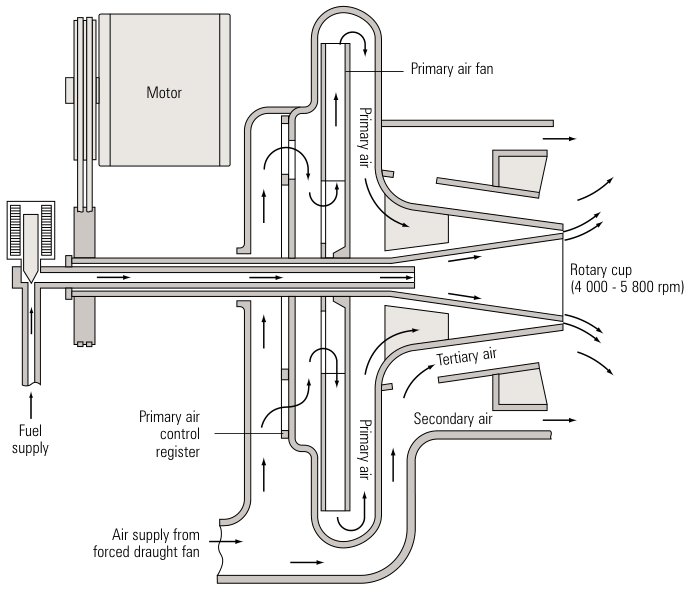 Motor
Primary air fan
Primary air
Rotary cup
(4 000 - 5 800 rpm)
Tertiary air
Secondary air
Primary air
Primary air
control
register
Fuel
supply
Air supply from
forced draught fan